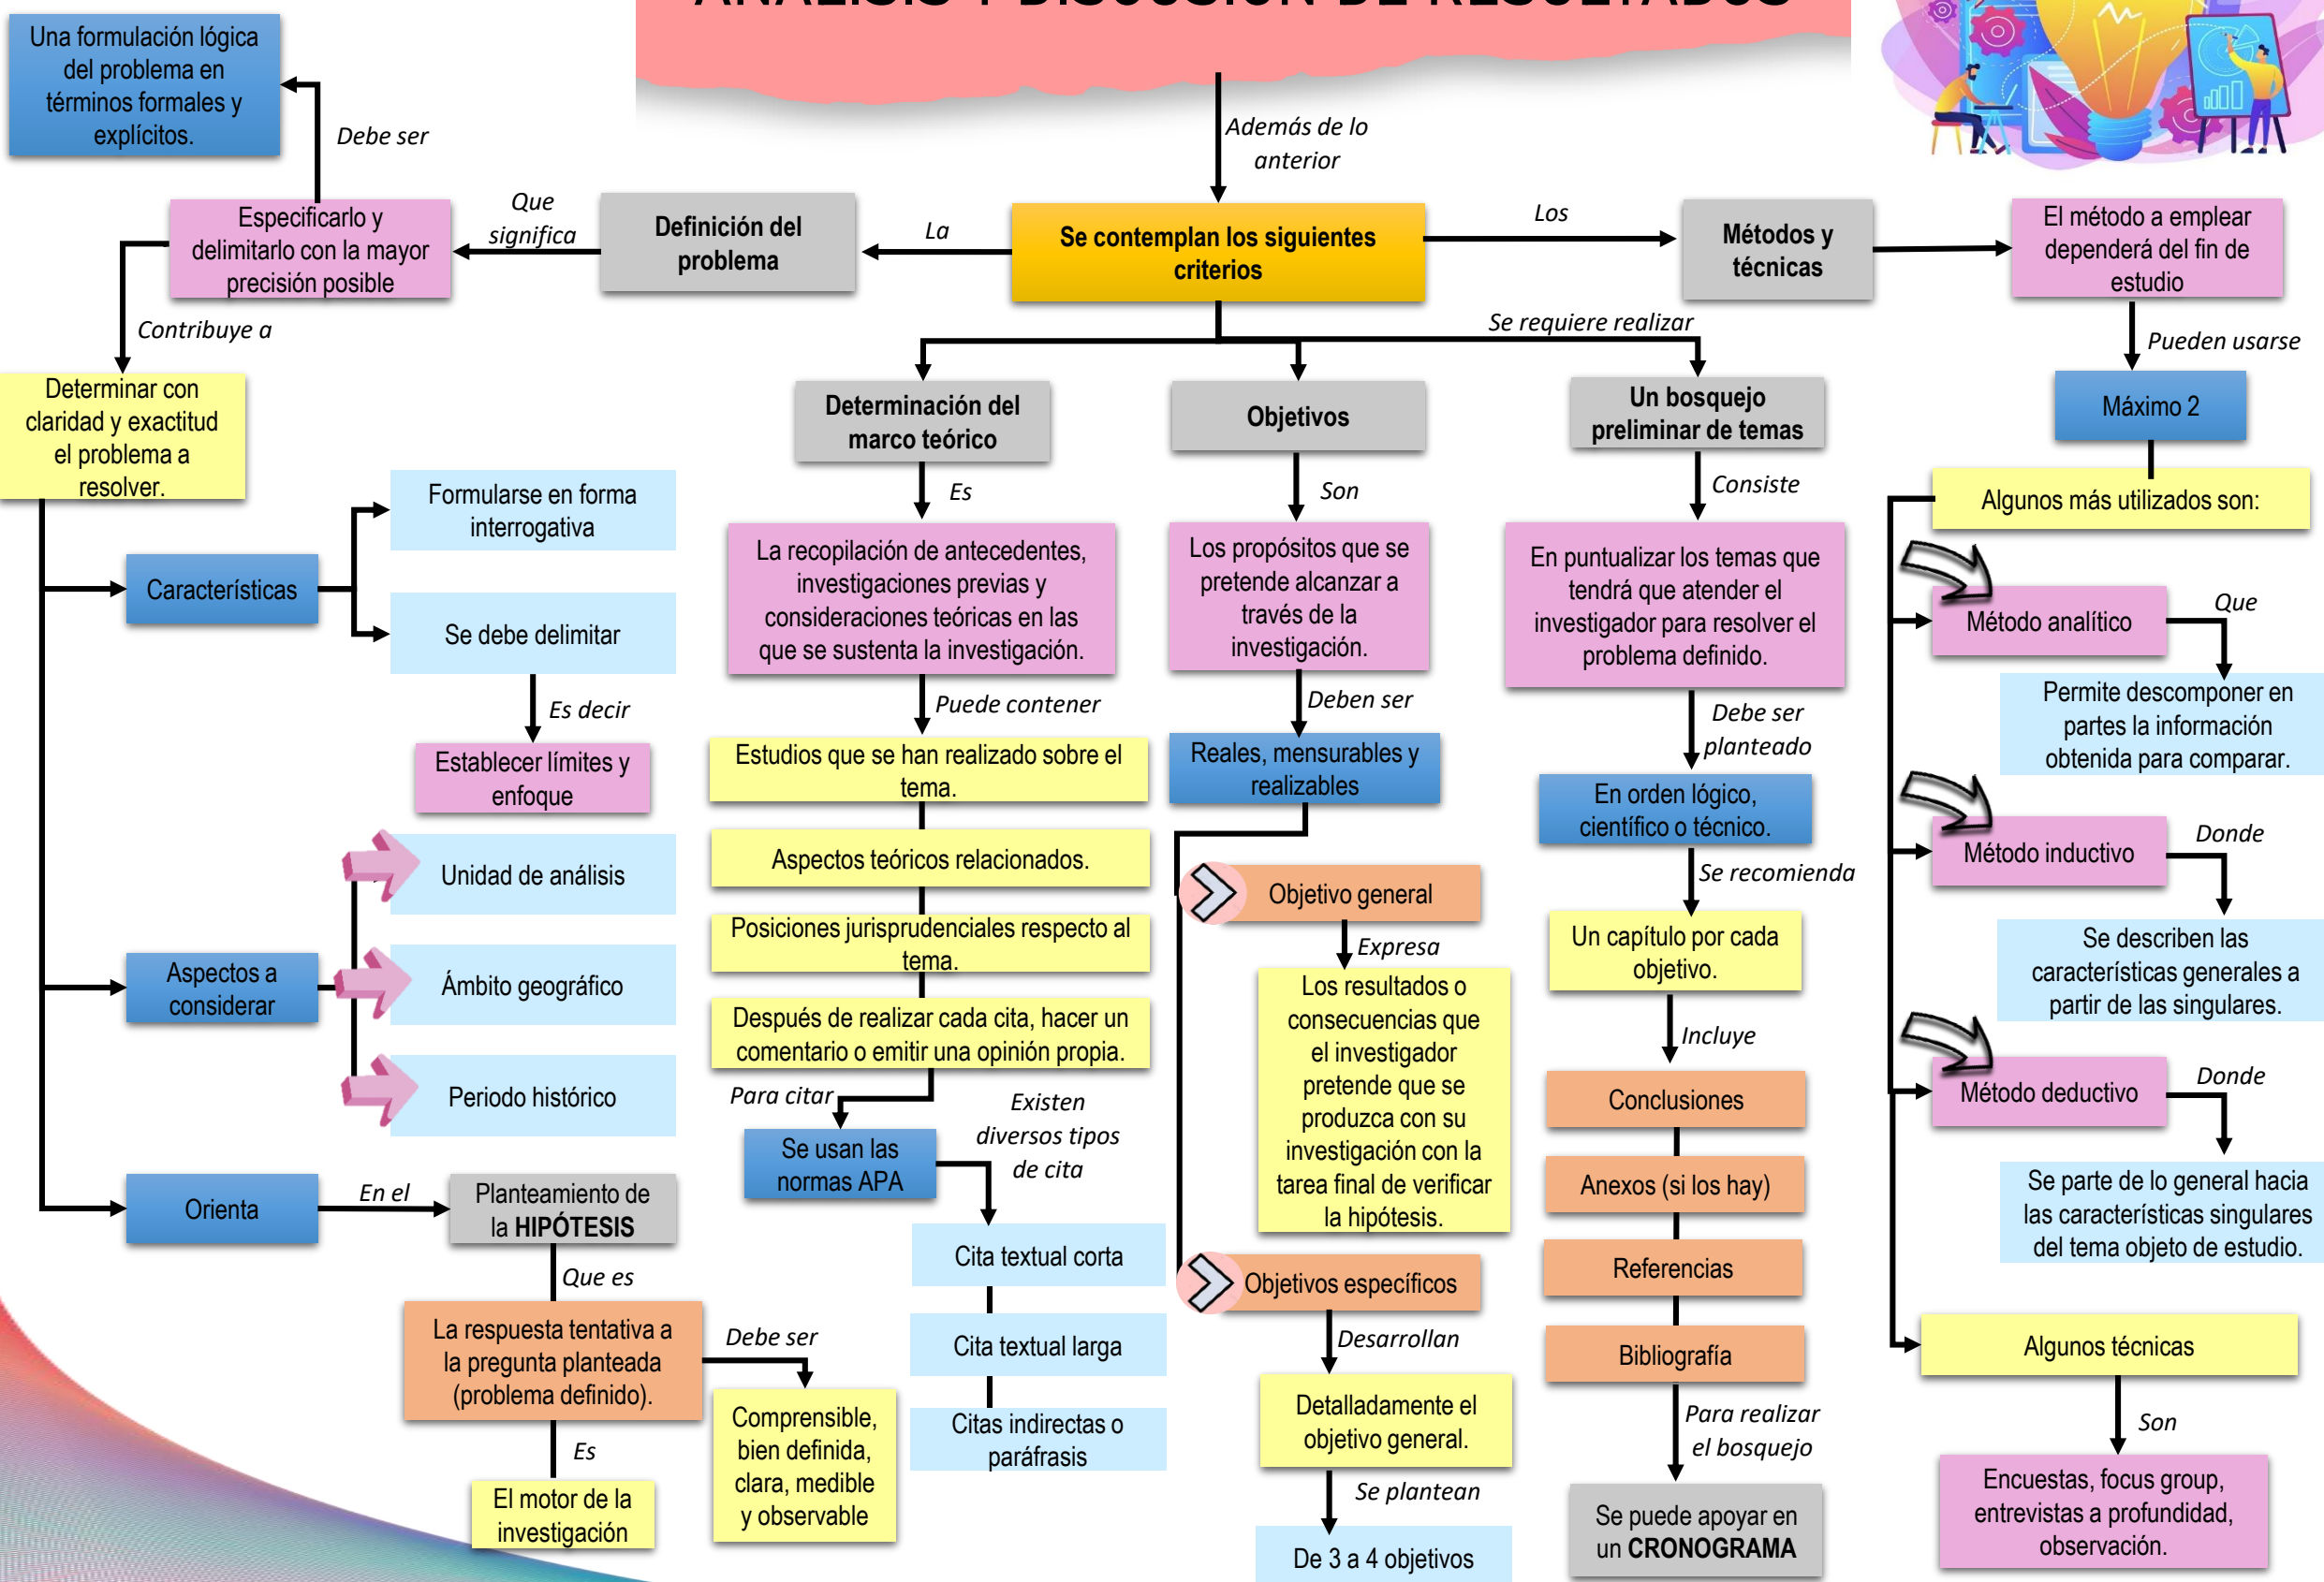 ANÁLISIS Y DISCUSIÓN DE RESULTADOS
Una formulación lógica
del problema en
términos formales y
explícitos.
Debe ser
Además de lo
anterior
Especificarlo y
delimitarlo con la mayor
precisión posible
Que
significa
Definición del
problema
La
Se contemplan los siguientes
criterios
Los
Métodos y
técnicas
El método a emplear
dependerá del fin de
estudio
Contribuye a
Se requiere realizar
Pueden usarse
Determinar con
claridad y exactitud
el problema a
resolver.
Determinación del
marco teórico
Objetivos
Un bosquejo
preliminar de temas
Máximo 2
Formularse en forma
interrogativa
Es
Son
Consiste
Algunos más utilizados son:
Características
Se debe delimitar
La recopilación de antecedentes,
investigaciones previas y
consideraciones teóricas en las
que se sustenta la investigación.
Los propósitos que se
pretende alcanzar a
través de la
investigación.
En puntualizar los temas que
tendrá que atender el
investigador para resolver el
problema definido.
Método analítico
Que
Es decir
Puede contener
Deben ser
Debe ser
planteado
Permite descomponer en
partes la información
obtenida para comparar.
Establecer límites y
enfoque
Estudios que se han realizado sobre el
tema.
Reales, mensurables y
realizables
En orden lógico,
científico o técnico.
Unidad de análisis
Aspectos teóricos relacionados.
Objetivo general
Se recomienda
Método inductivo
Donde
Aspectos a
considerar
Ámbito geográfico
Posiciones jurisprudenciales respecto al
tema.
Expresa
Un capítulo por cada
objetivo.
Se describen las
características generales a
partir de las singulares.
Después de realizar cada cita, hacer un
comentario o emitir una opinión propia.
Los resultados o
consecuencias que
el investigador
pretende que se
produzca con su
investigación con la
tarea final de verificar
la hipótesis.
Incluye
Periodo histórico
Para citar
Existen
diversos tipos
de cita
Conclusiones
Método deductivo
Donde
Se usan las
normas APA
Anexos (si los hay)
Orienta
En el
Planteamiento de
la HIPÓTESIS
Se parte de lo general hacia
las características singulares
del tema objeto de estudio.
Cita textual corta
Referencias
Que es
Objetivos específicos
La respuesta tentativa a
la pregunta planteada
(problema definido).
Debe ser
Cita textual larga
Desarrollan
Bibliografía
Algunos técnicas
Comprensible,
bien definida,
clara, medible
y observable
Citas indirectas o
paráfrasis
Detalladamente el
objetivo general.
Para realizar
el bosquejo
Son
Es
El motor de la
investigación
Se plantean
De 3 a 4 objetivos
Se puede apoyar en
un CRONOGRAMA
Encuestas, focus group,
entrevistas a profundidad,
observación.